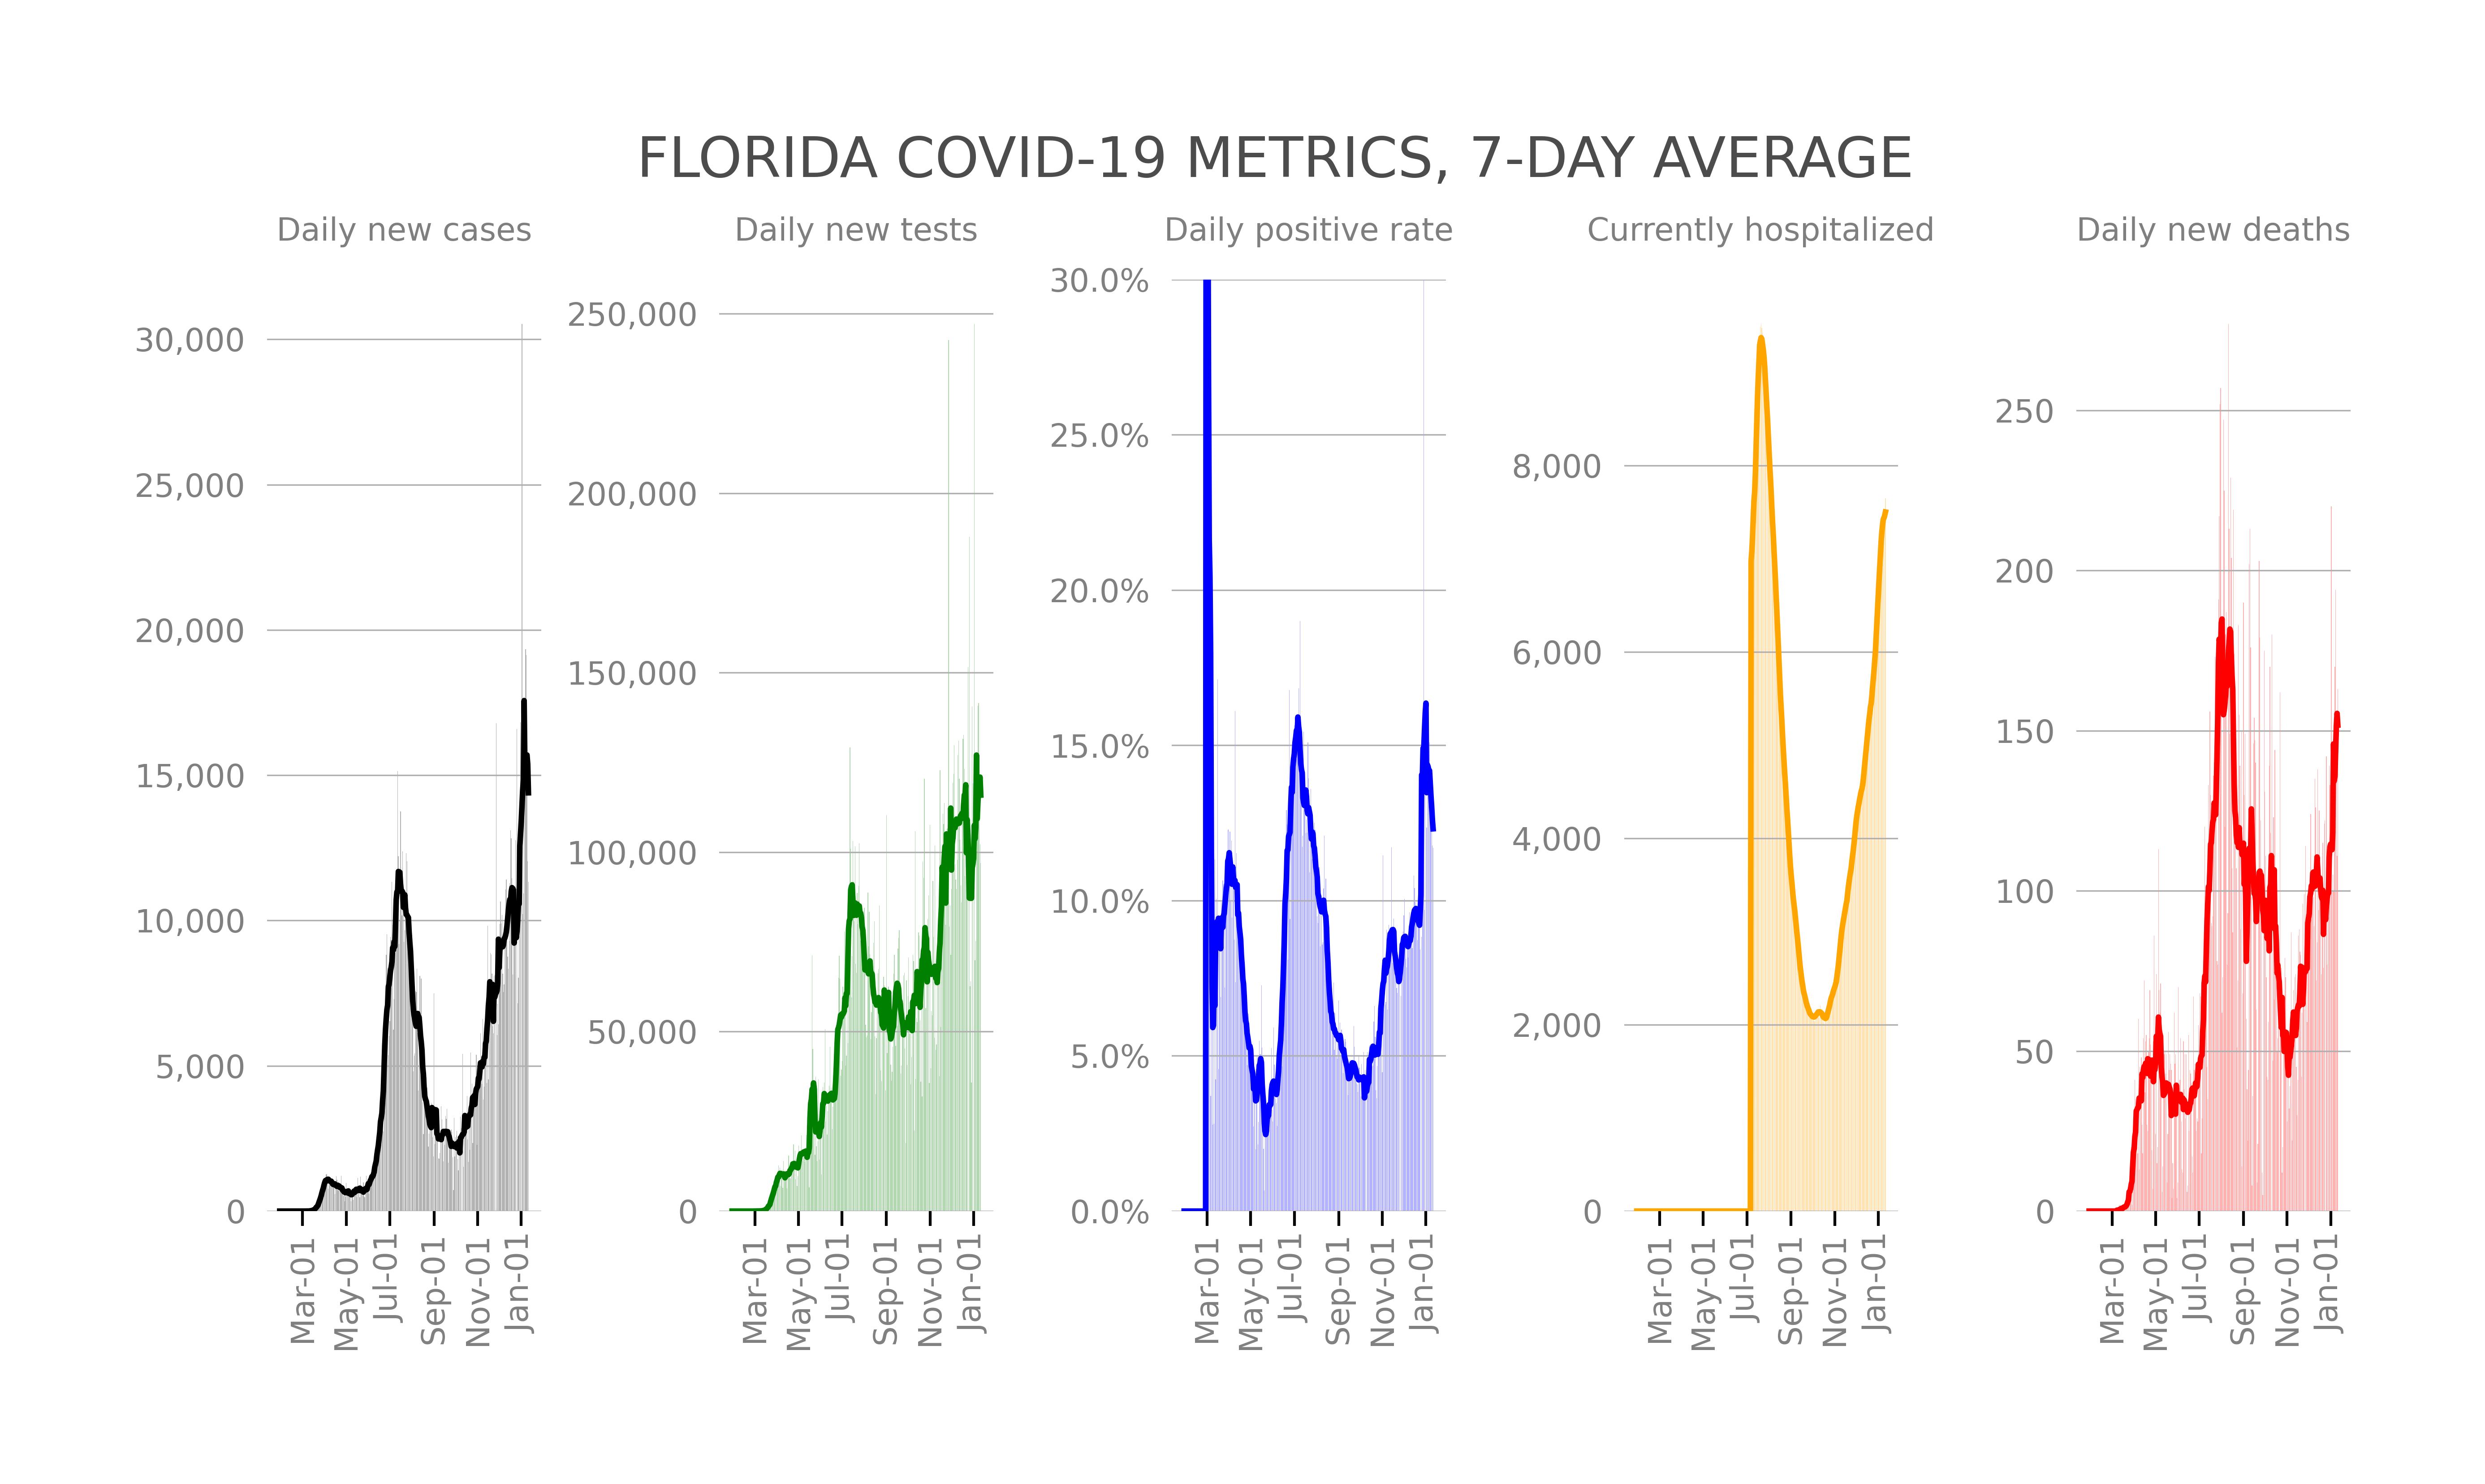 FLORIDA COVID-19 METRICS, 7-DAY AVERAGE
Daily new cases
30,000
25,000
20,000
15,000
10,000
5,000
0
Mar-01
May-01
Jul-01
Sep-01
Nov-01
Jan-01
Daily new tests
250,000
200,000
150,000
100,000
50,000
0
Mar-01
May-01
Jul-01
Sep-01
Nov-01
Jan-01
Daily positive rate
30.0%
25.0%
20.0%
15.0%
10.0%
5.0%
0.0%
Mar-01
May-01
Jul-01
Sep-01
Nov-01
Jan-01
Currently hospitalized
8,000
6,000
4,000
2,000
0
Mar-01
May-01
Jul-01
Sep-01
Nov-01
Jan-01
Daily new deaths
250
200
150
100
50
0
Mar-01
May-01
Jul-01
Sep-01
Nov-01
Jan-01